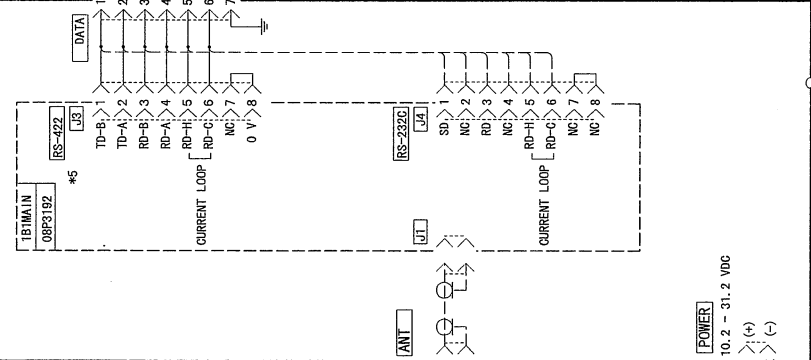 DATA
1
2
3
4
5
6
7
RS-422
J3
1 TD-B
2 TD-A
3 RD-B
4 RD-A
5 RD-H
6 RD-C
7 NC
8 0 V
CURRENT LOOP
*5
1B1MAIN
08P3192
RS-232C
J4
1 SD
2 NC
3 RD
4 NC
5 RD-H
6 RD-C
7 NC
8 NC
CURRENT LOOP
J1
ANT
POWER
10.2 - 31.2 VDC
(+)
(-)